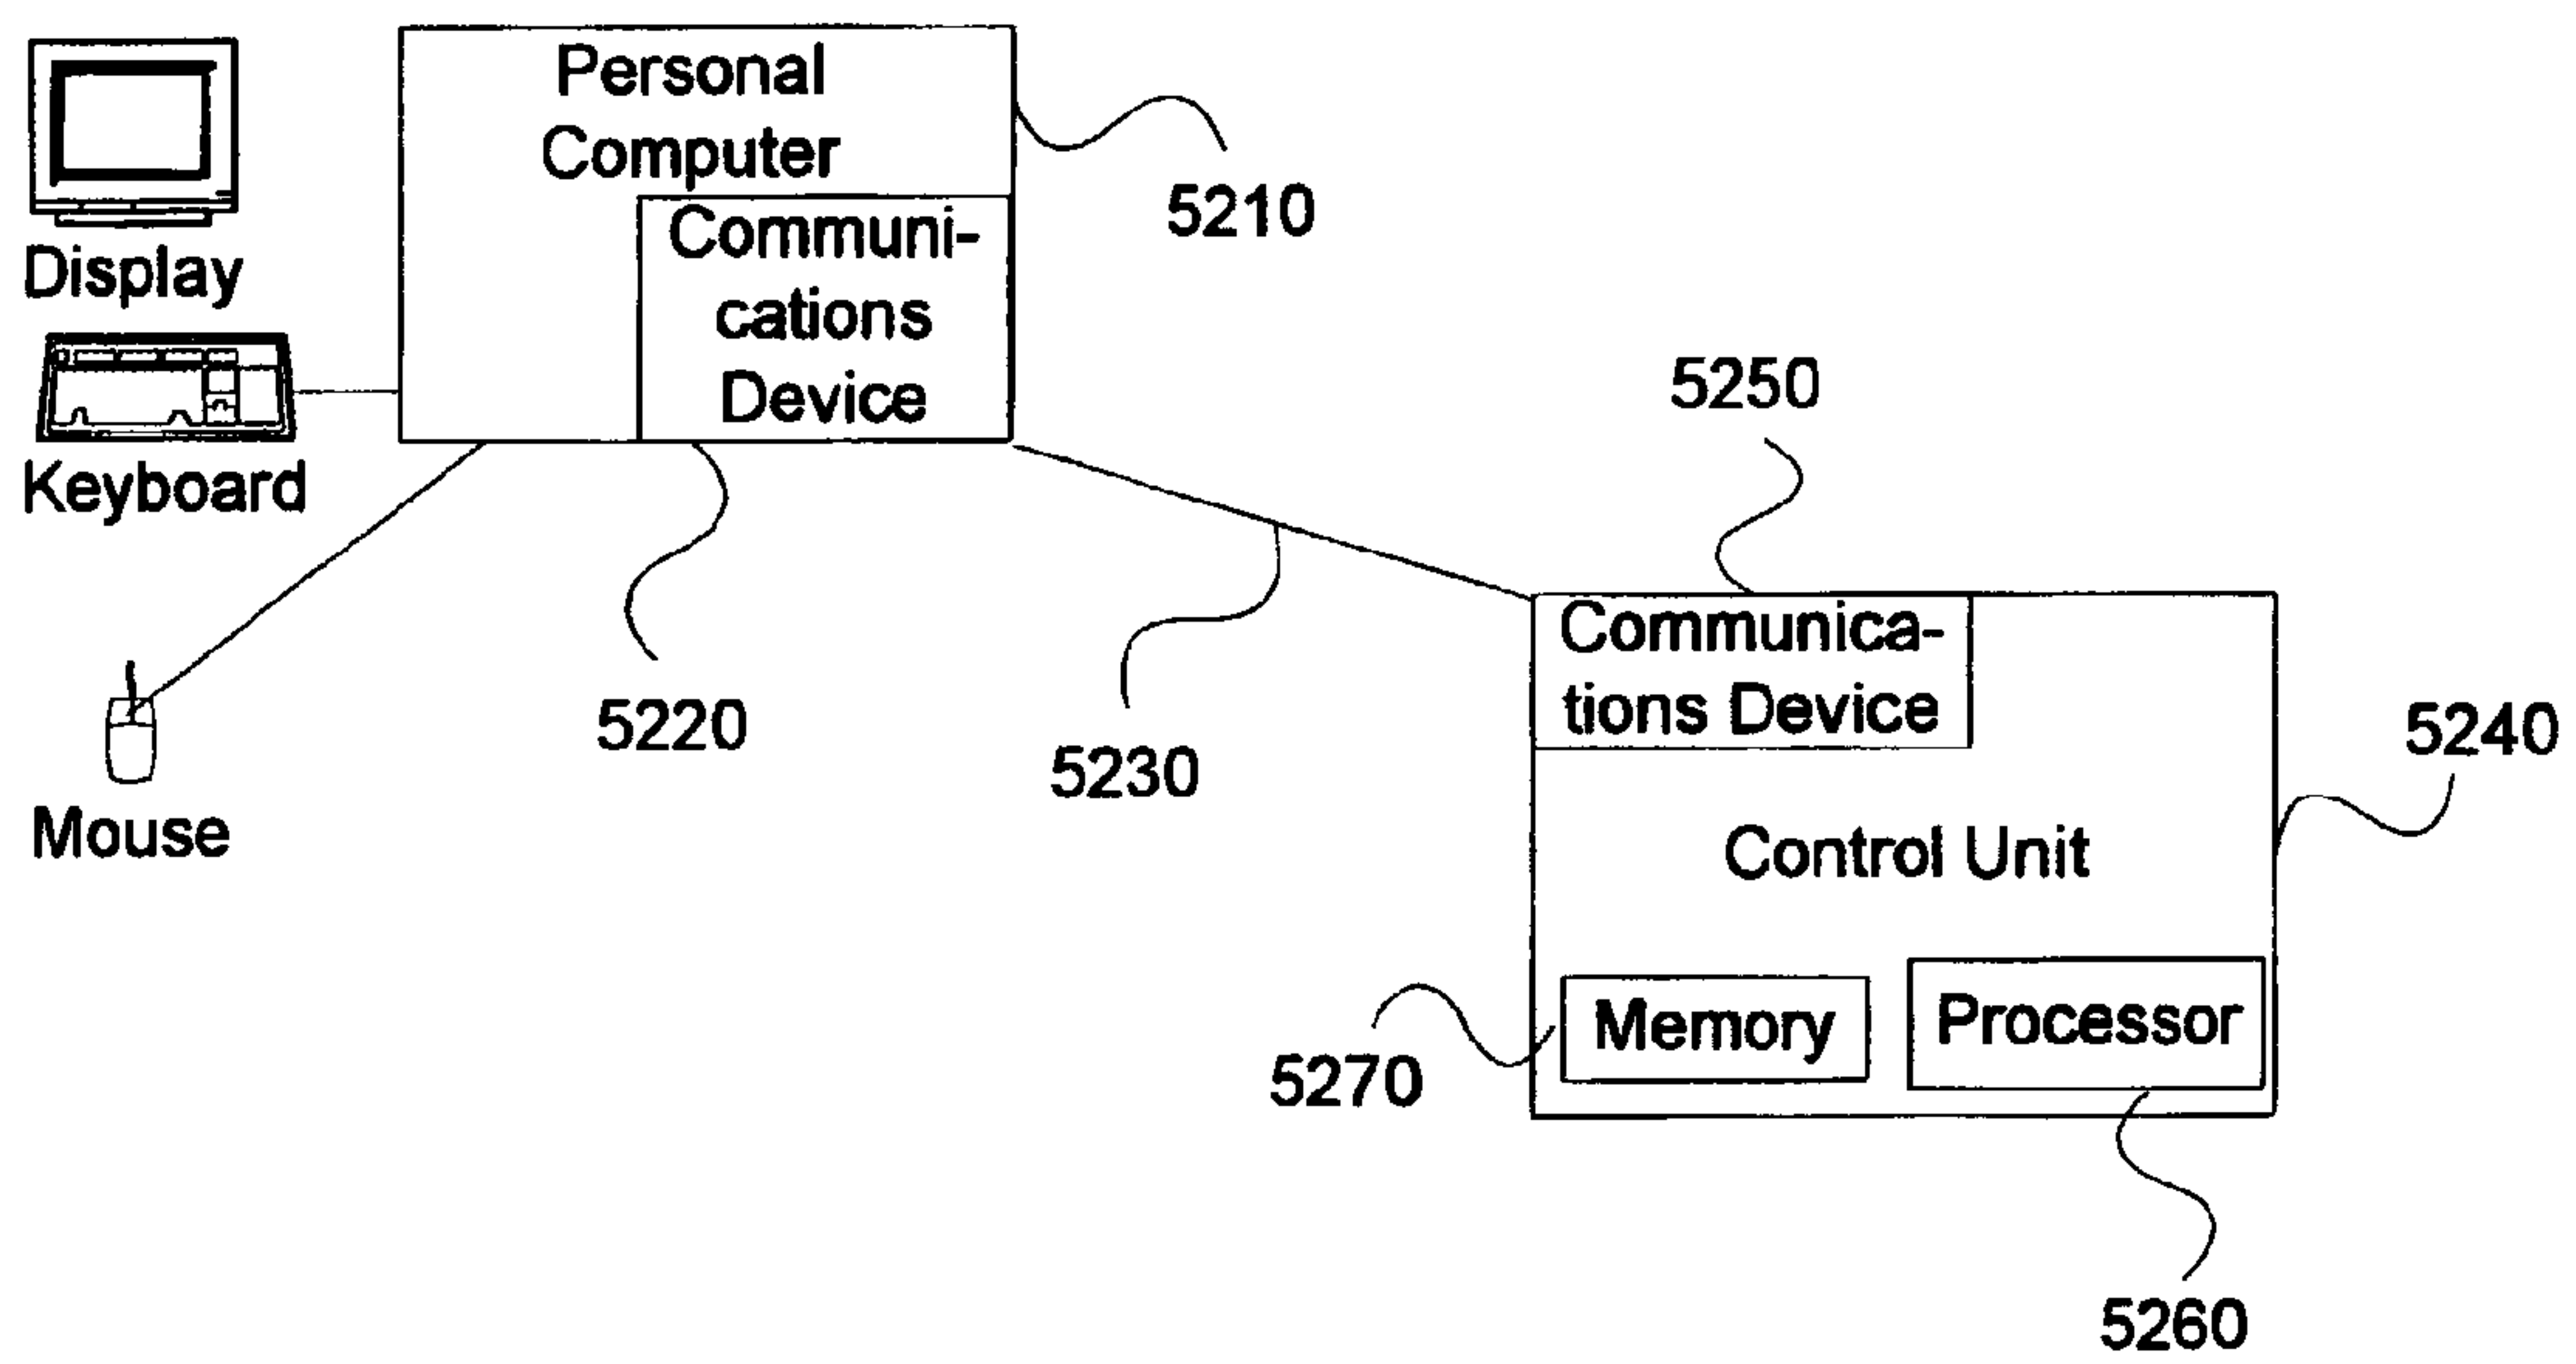 Personal
Computer
Communi-
cations
Device
5210
Display
Keyboard
Mouse
5220
5230
5250
Communica-
tions Device
5240
Control Unit
5270
Memory
Processor
5260